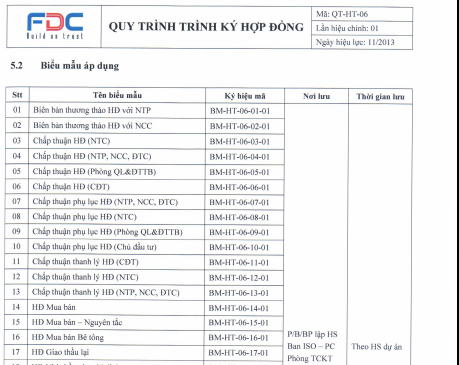 FDC
Build on trust
QUY TRÌNH TRÌNH KÝ HỢP ĐỒNG
Mã: QT-HT-06
Lần hiệu chỉnh: 01
Ngày hiệu lực: 11/2013
5.2 Biểu mẫu áp dụng
Stt Tên biểu mẫu Ký hiệu mã Nơi lưu Thời gian lưu
01 Biên bản thương thảo HĐ với NTP BM-HT-06-01-01
02 Biên bản thương thảo HĐ với NCC BM-HT-06-02-01
03 Chấp thuận HĐ (NTC) BM-HT-06-03-01
04 Chấp thuận HĐ (NTP, NCC, ĐTC) BM-HT-06-04-01
05 Chấp thuận HĐ (Phòng QL&ĐTTB) BM-HT-06-05-01
06 Chấp thuận HĐ (CĐT) BM-HT-06-06-01
07 Chấp thuận phụ lục HĐ (NTP, NCC, ĐTC) BM-HT-06-07-01
08 Chấp thuận phụ lục HĐ (NTC) BM-HT-06-08-01
09 Chấp thuận phụ lục HĐ (Phòng QL&ĐTTB) BM-HT-06-09-01
10 Chấp thuận phụ lục HĐ (Chủ đầu tư) BM-HT-06-10-01
11 Chấp thuận thanh lý HĐ (CĐT) BM-HT-06-11-01
12 Chấp thuận thanh lý HĐ (NTC) BM-HT-06-12-01
13 Chấp thuận thanh lý HĐ (NTP, NCC, ĐTC) BM-HT-06-13-01
14 HĐ Mua bán BM-HT-06-14-01
15 HĐ Mua bán – Nguyên tắc BM-HT-06-15-01
16 HĐ Mua bán Bê tông BM-HT-06-16-01
17 HĐ Giao thầu lại BM-HT-06-17-01
P/B/BP lập HS
Ban ISO – PC
Phòng TCKT
Theo HS dự án